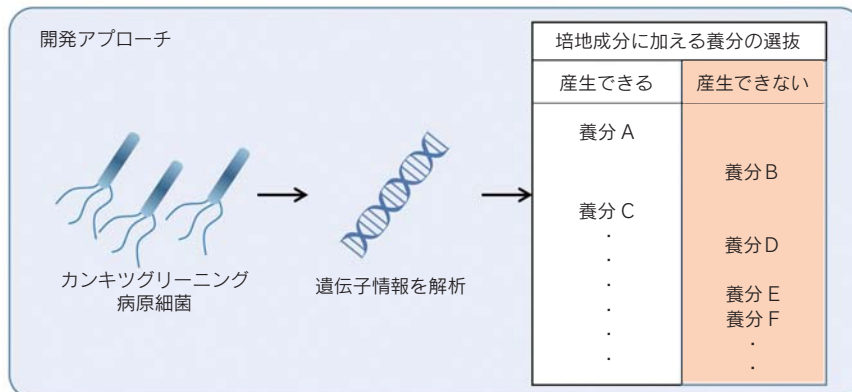 開発アプローチ
カンキツグリーニング
病原細菌
遺伝子情報を解析
培地成分に加える養分の選抜
産生できる
産生できない
養分 A
養分 B
養分 C
養分 D
養分 E
養分 F